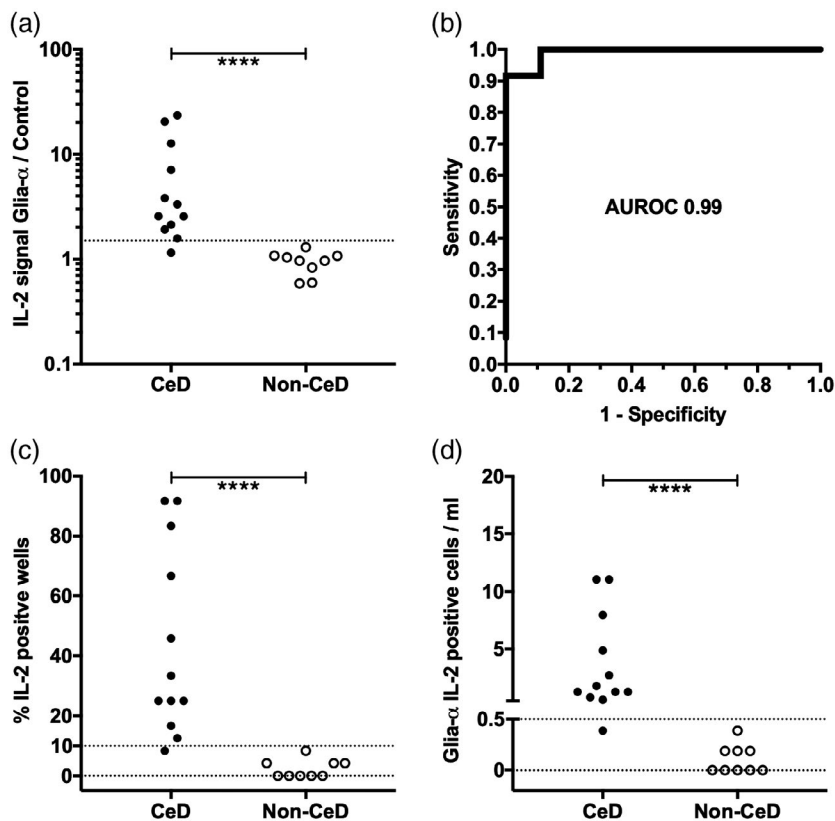 (a)
IL-2 signal Glia-α / Control
100
10
1
0.1
****
CeD
Non-CeD
(b)
Sensitivity
1.0
0.9
0.8
0.7
0.6
0.5
0.4
0.3
0.2
0.1
0.0
AUROC 0.99
0.0 0.2 0.4 0.6 0.8 1.0
1 - Specificity
(c)
% IL-2 positve wells
100
80
60
40
20
10
0
****
CeD
Non-CeD
(d)
Glia-α IL-2 positive cells / ml
20
15
10
5
0.5
0
****
CeD
Non-CeD